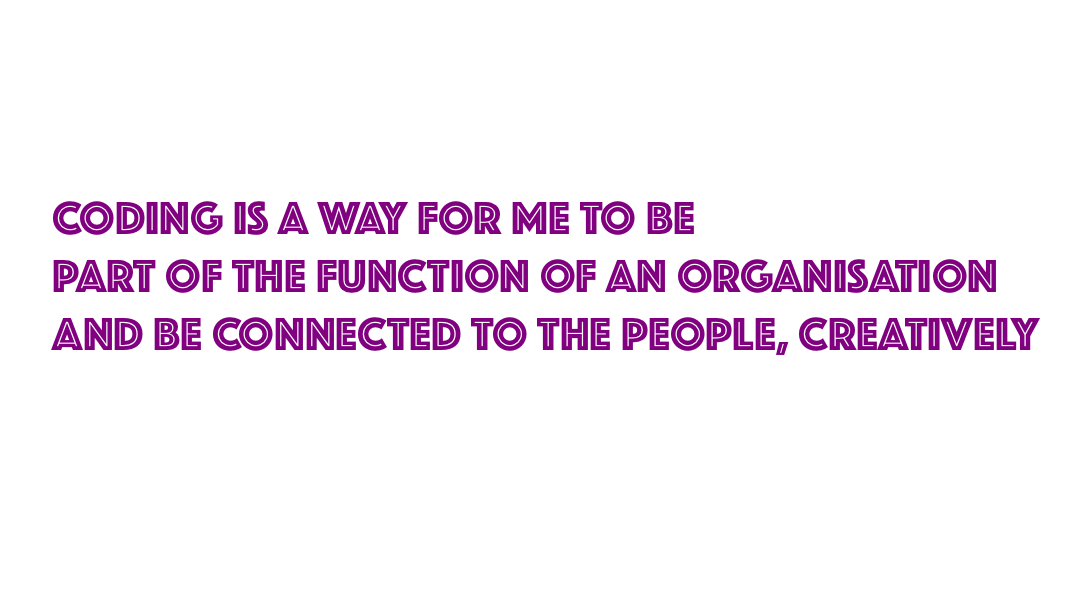 CODING IS A WAY FOR ME TO BE
PART OF THE FUNCTION OF AN ORGANISATION
AND BE CONNECTED TO THE PEOPLE, CREATIVELY